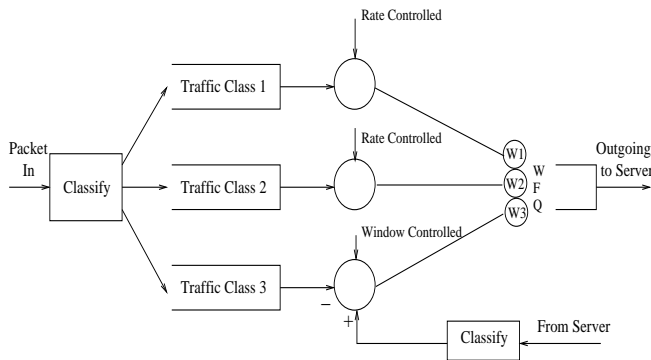 Rate Controlled
Traffic Class 1
Packet
In
Classify
Rate Controlled
Traffic Class 2
W1
W2
W3
W
F
Q
Outgoing
to Server
Window Controlled
Traffic Class 3
−
+
Classify
From Server